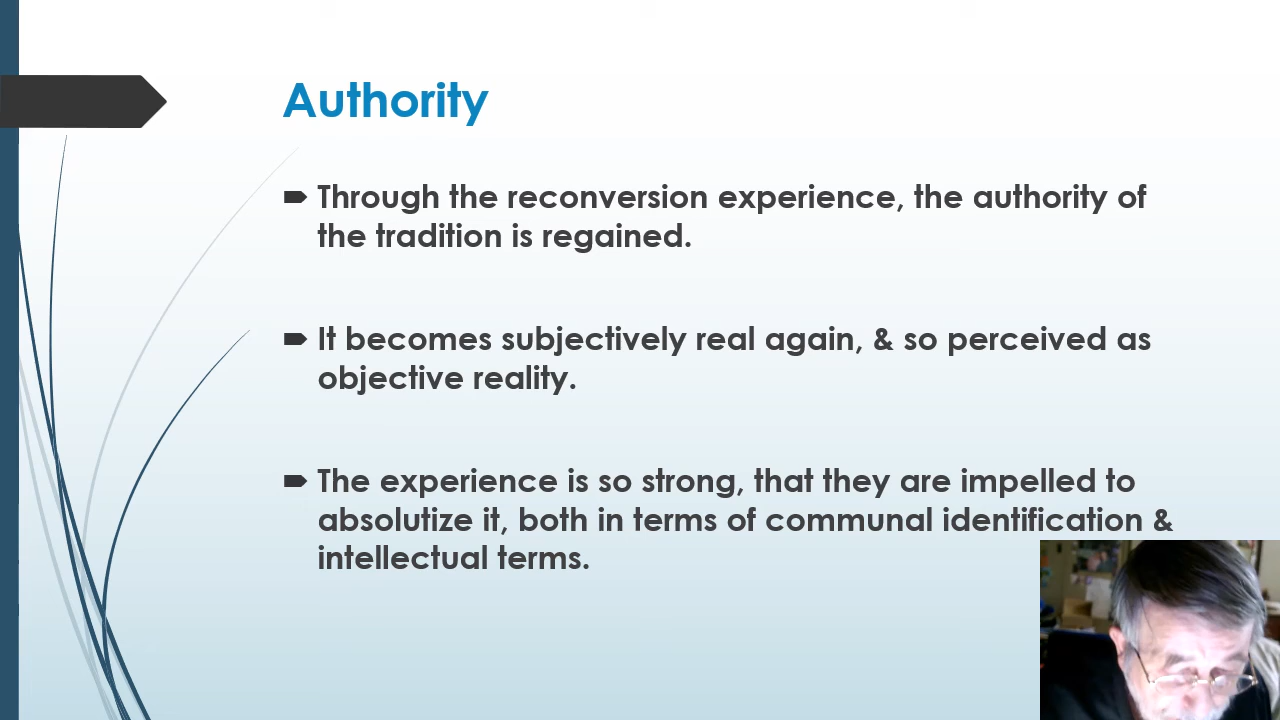 Authority
Through the reconversion experience, the authority of
the tradition is regained.
It becomes subjectively real again, & so perceived as
objective reality.
The experience is so strong, that they are impelled to
absolutize it, both in terms of communal identification &
intellectual terms.